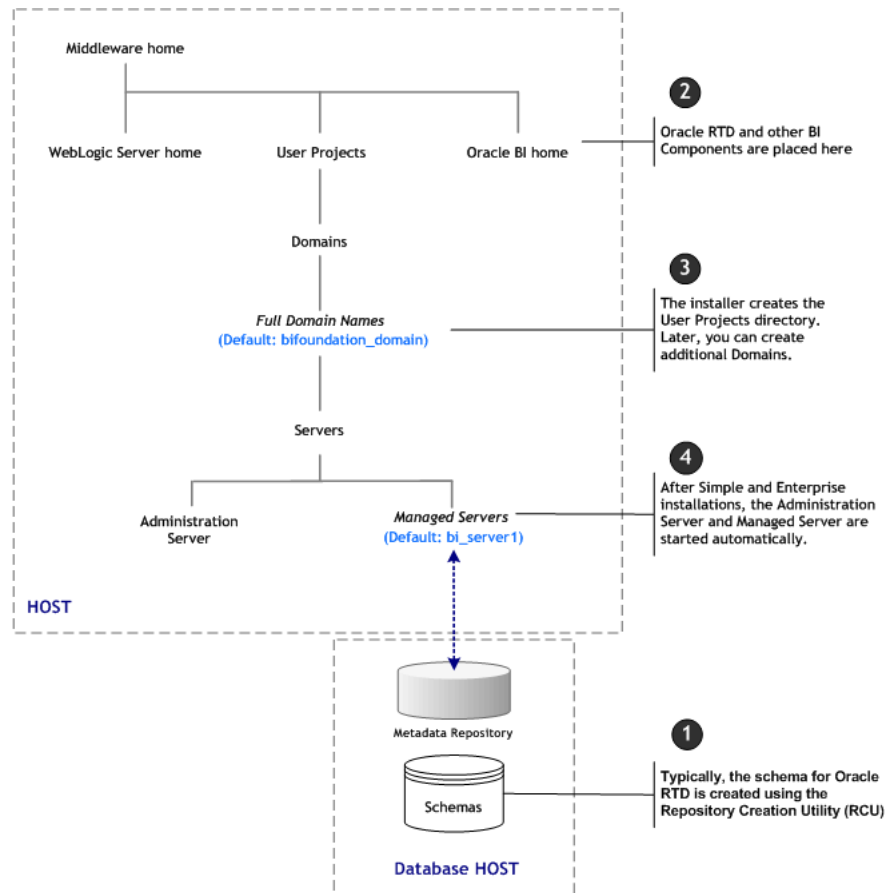 Middleware home
WebLogic Server home
User Projects
Oracle BI home
2
Oracle RTD and other BI
Components are placed here
Domains
3
Full Domain Names
(Default: bifoundation_domain)
The installer creates the
User Projects directory.
Later, you can create
additional Domains.
Servers
4
Administration
Server
Managed Servers
(Default: bi_server1)
After Simple and Enterprise
installations, the Administration
Server and Managed Server are
started automatically.
HOST
Metadata Repository
1
Schemas
Typically, the schema for Oracle
RTD is created using the
Repository Creation Utility (RCU)
Database HOST